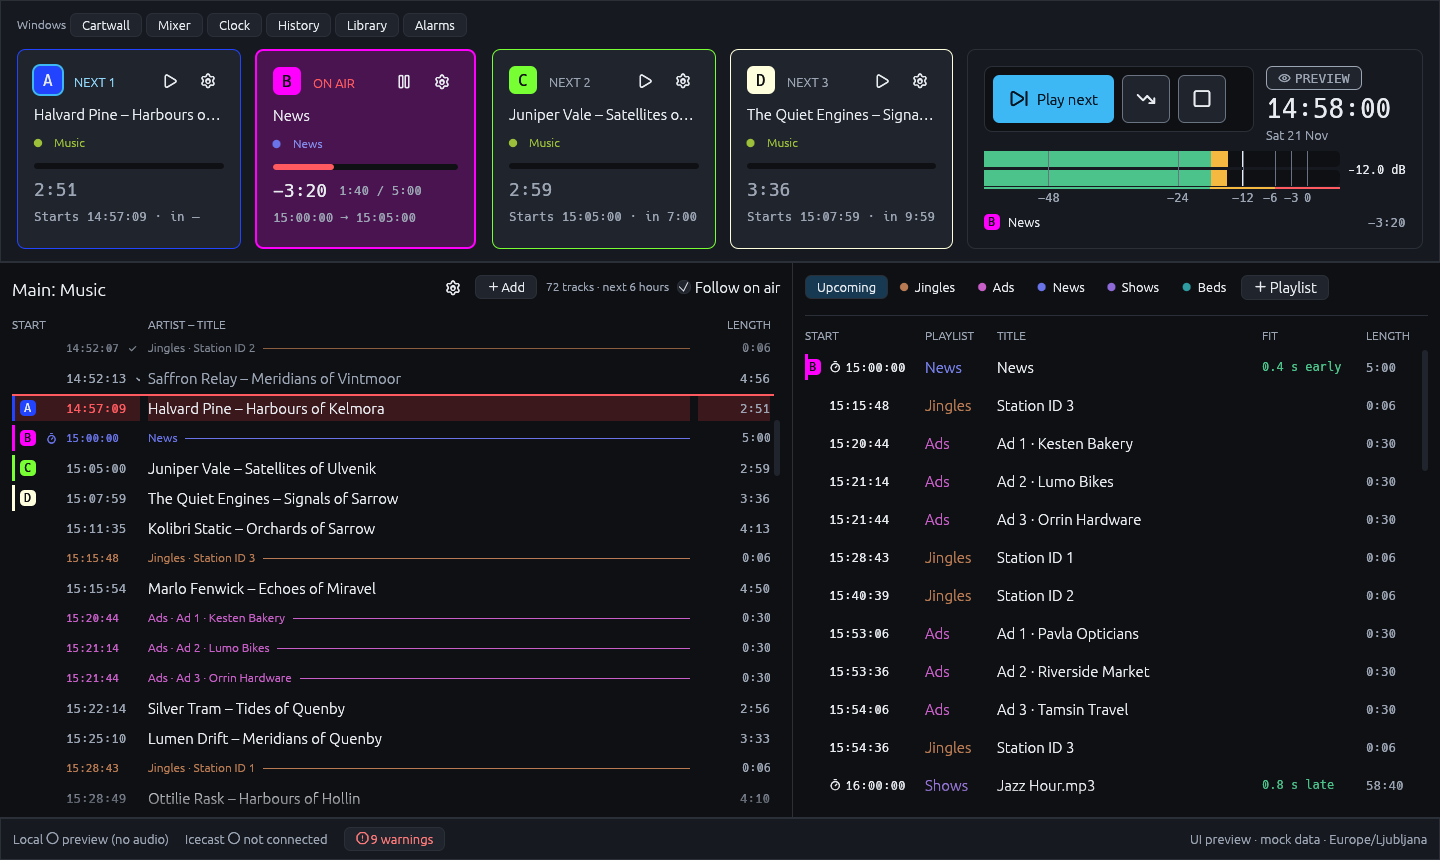 Windows Cartwall Mixer Clock History Library Alarms
A NEXT 1
Halvard Pine – Harbours o…
Music
2:51
Starts 14:57:09 · in —
B ON AIR
News
News
−3:20 1:40 / 5:00
15:00:00 → 15:05:00
C NEXT 2
Juniper Vale – Satellites o…
Music
2:59
Starts 15:05:00 · in 7:00
D NEXT 3
The Quiet Engines – Signa…
Music
3:36
Starts 15:07:59 · in 9:59
Play next
PREVIEW
14:58:00
Sat 21 Nov
-12.0 dB
−48 −24 −12 −6 −3 0
B News −3:20
Main: Music
+ Add 72 tracks · next 6 hours ✓ Follow on air
START ARTIST – TITLE LENGTH
14:52:07 ✓ Jingles · Station ID 2 0:06
14:52:13 Saffron Relay – Meridians of Vintmoor 4:56
A 14:57:09 Halvard Pine – Harbours of Kelmora 2:51
B 15:00:00 News 5:00
C 15:05:00 Juniper Vale – Satellites of Ulvenik 2:59
D 15:07:59 The Quiet Engines – Signals of Sarrow 3:36
15:11:35 Kolibri Static – Orchards of Sarrow 4:13
15:15:48 Jingles · Station ID 3 0:06
15:15:54 Marlo Fenwick – Echoes of Miravel 4:50
15:20:44 Ads · Ad 1 · Kesten Bakery 0:30
15:21:14 Ads · Ad 2 · Lumo Bikes 0:30
15:21:44 Ads · Ad 3 · Orrin Hardware 0:30
15:22:14 Silver Tram – Tides of Quenby 2:56
15:25:10 Lumen Drift – Meridians of Quenby 3:33
15:28:43 Jingles · Station ID 1 0:06
15:28:49 Ottilie Rask – Harbours of Hollin 4:10
Upcoming Jingles Ads News Shows Beds + Playlist
START PLAYLIST TITLE FIT LENGTH
B 15:00:00 News News 0.4 s early 5:00
15:15:48 Jingles Station ID 3 0:06
15:20:44 Ads Ad 1 · Kesten Bakery 0:30
15:21:14 Ads Ad 2 · Lumo Bikes 0:30
15:21:44 Ads Ad 3 · Orrin Hardware 0:30
15:28:43 Jingles Station ID 1 0:06
15:40:39 Jingles Station ID 2 0:06
15:53:06 Ads Ad 1 · Pavla Opticians 0:30
15:53:36 Ads Ad 2 · Riverside Market 0:30
15:54:06 Ads Ad 3 · Tamsin Travel 0:30
15:54:36 Jingles Station ID 3 0:06
16:00:00 Shows Jazz Hour.mp3 0.8 s late 58:40
Local preview (no audio) Icecast not connected 9 warnings UI preview · mock data · Europe/Ljubljana